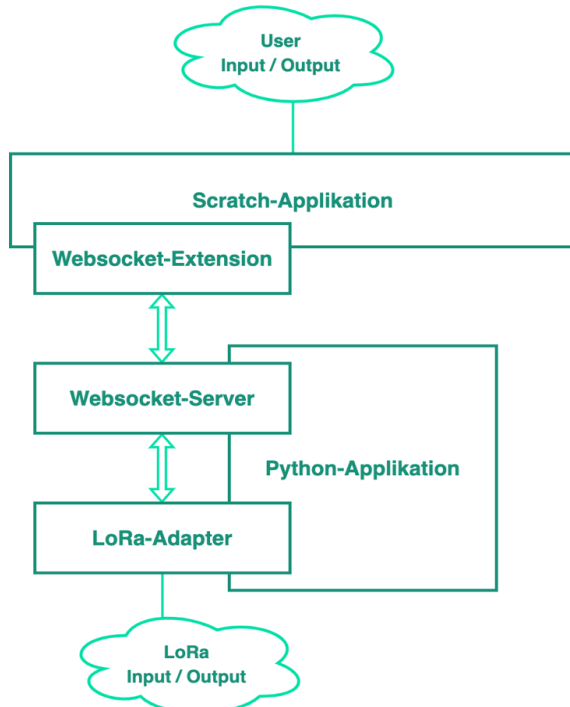 User
Input / Output
Scratch-Applikation
Websocket-Extension
Websocket-Server
Python-Applikation
LoRa-Adapter
LoRa
Input / Output